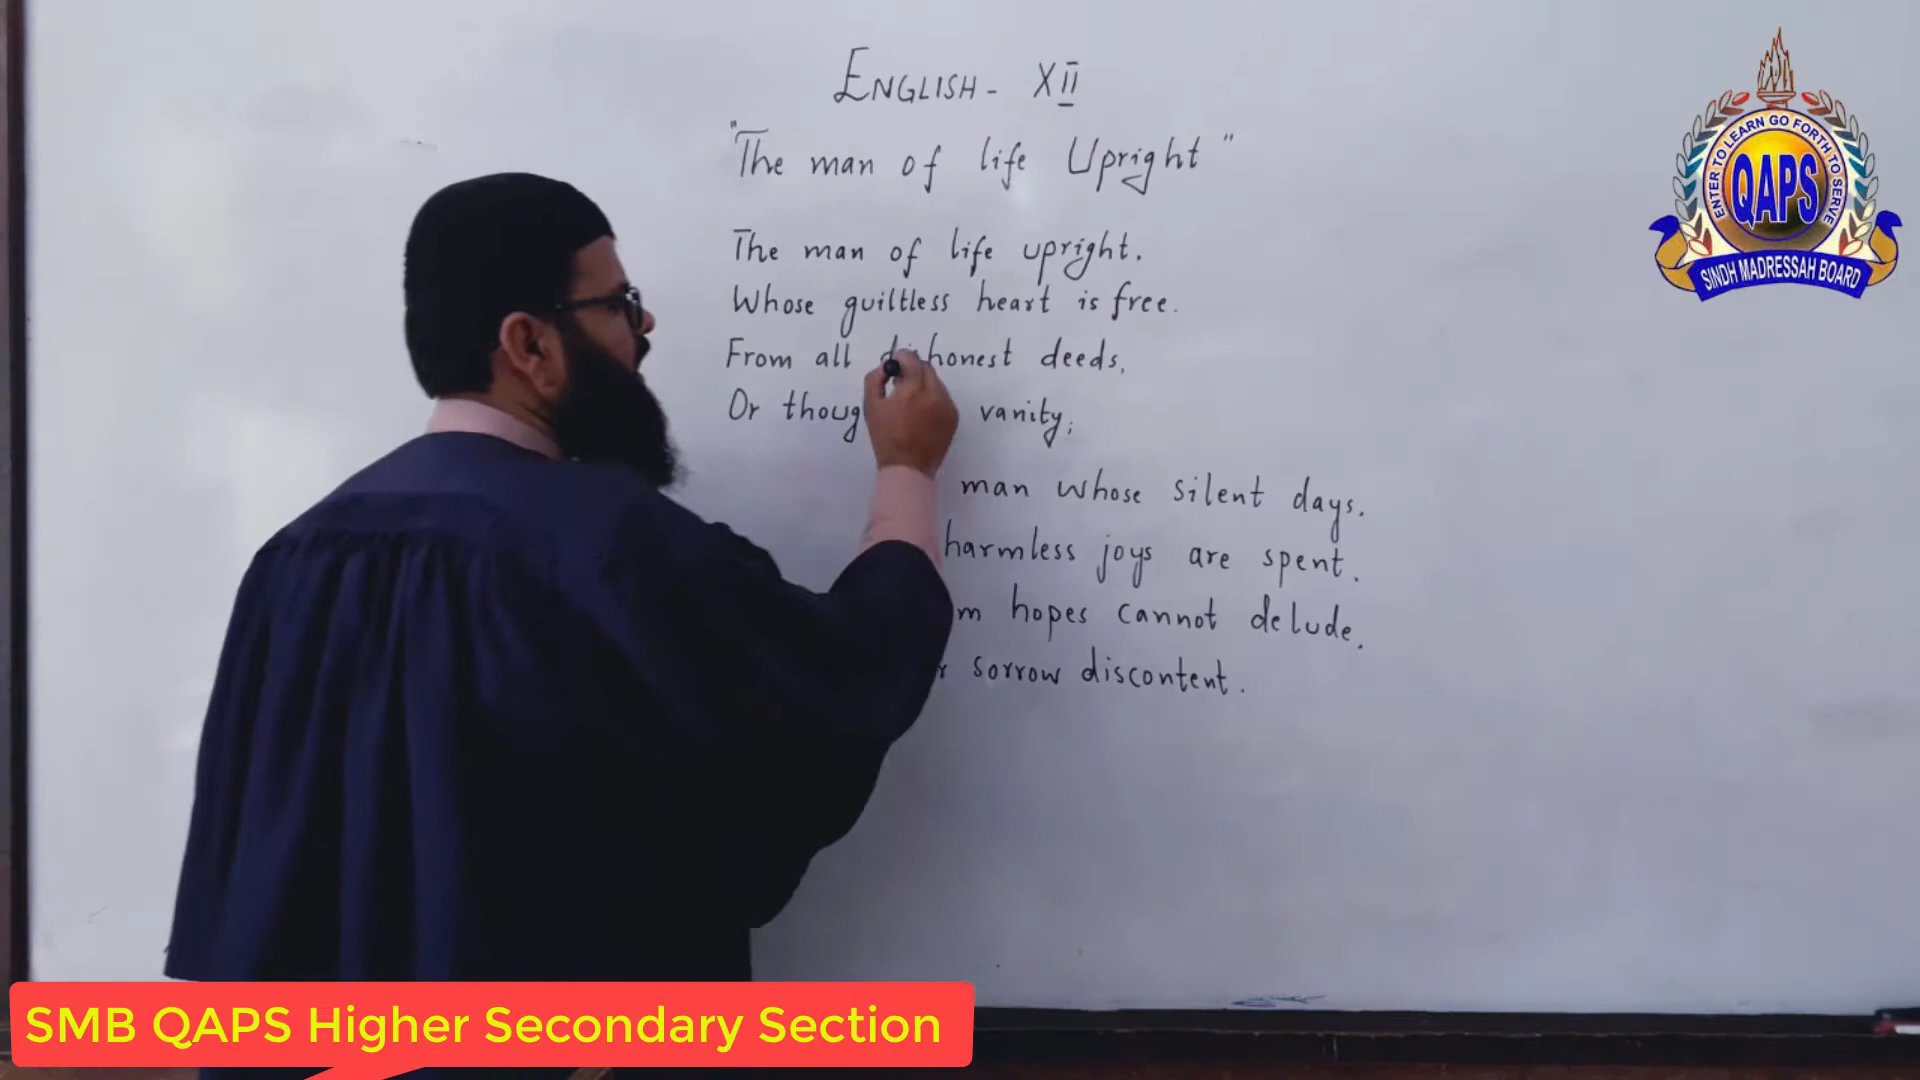 ENGLISH - XII
"The man of life Upright"
The man of life upright.
Whose guiltless heart is free.
From all dishonest deeds,
Or vanity;
man whose silent days.
harmless joys are spent.
hopes cannot delude.
sorrow discontent.
ENTER TO LEARN GO FORTH TO SERVE
QAPS
SINDH MADRESSAH BOARD
SMB QAPS Higher Secondary Section